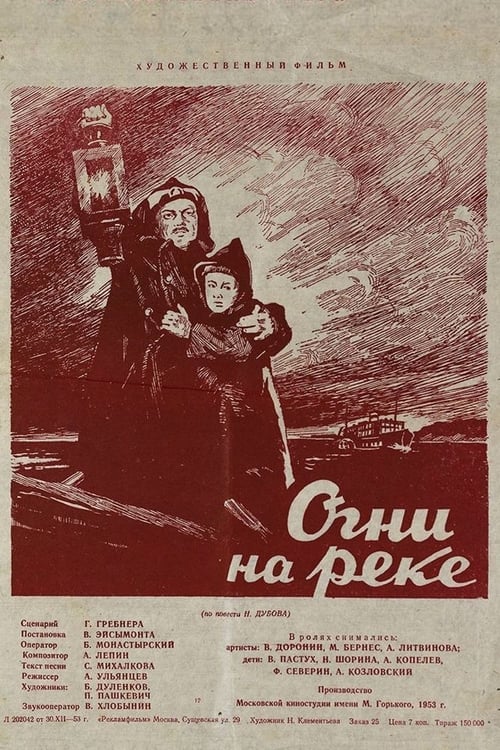 ХУДОЖЕСТВЕННЫЙ ФИЛЬМ
Огни
на реке
(по повести Н. ДУБОВА)
Сценарий Г. ГРЕБНЕРА
Постановка В. ЭЙСЫМОНТА
Оператор Б. МОНАСТЫРСКИЙ
Композитор А. ЛЕПИН
Текст песни С. МИХАЛКОВА
Режиссер А. УЛЬЯНЦЕВ
Художники: Б. ДУЛЕНКОВ,
П. ПАШКЕВИЧ
Звукооператор В. ХЛОБЫНИН
В ролях снимались:
артисты: В. ДОРОНИН, М. БЕРНЕС, А. ЛИТВИНОВА;
дети: В. ПАСТУХ, Н. ШОРИНА, А. КОПЕЛЕВ,
Ф. СЕВЕРИН, А. КОЗЛОВСКИЙ
Производство
Московской киностудии имени М. Горького, 1953 г.
12
Л 202042 от 30.XII—53 г. «Рекламфильм» Москва, Сущевская ул. 29 Художник Н. Клементьева Заказ 25 Цена 7 коп. Тираж 150 000